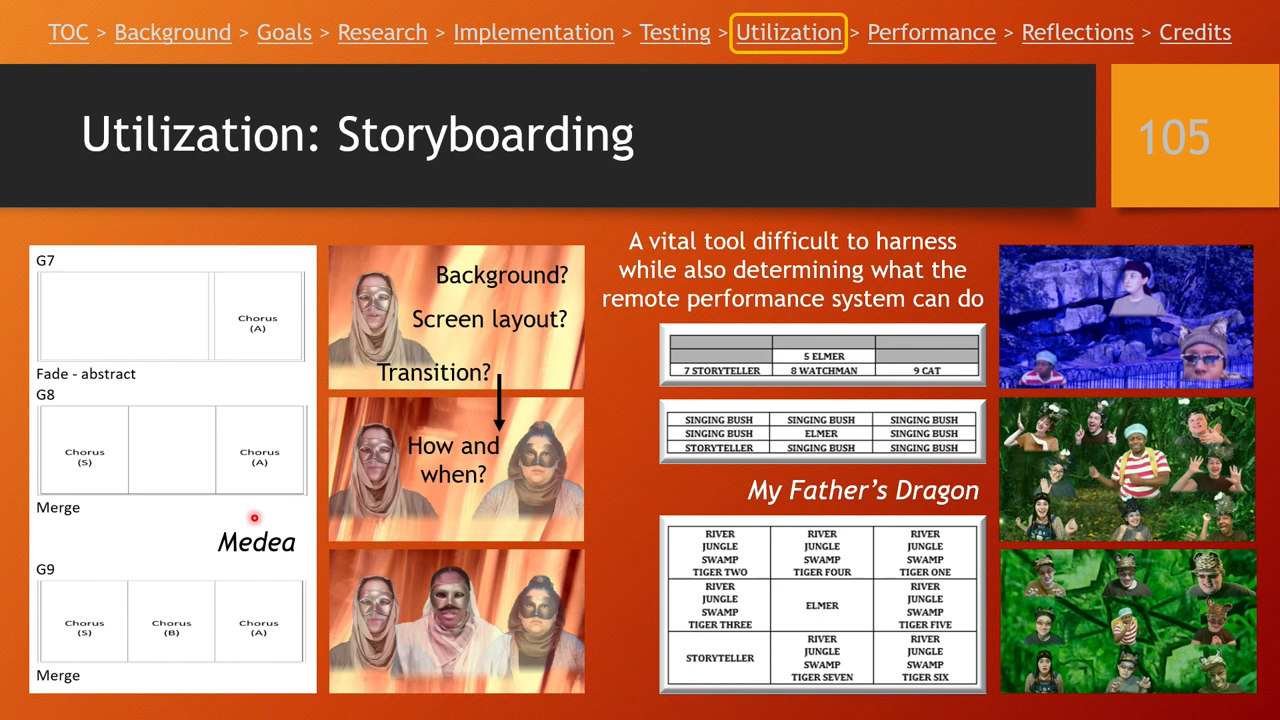 TOC > Background > Goals > Research > Implementation > Testing > Utilization > Performance > Reflections > Credits
Utilization: Storyboarding
105
G7
Chorus
(A)
Fade - abstract
G8
Chorus
(S)
Chorus
(A)
Merge
Medea
G9
Chorus
(S)
Chorus
(B)
Chorus
(A)
Merge
Background?
Screen layout?
Transition?
How and
when?
A vital tool difficult to harness
while also determining what the
remote performance system can do
5 ELMER
7 STORYTELLER 8 WATCHMAN 9 CAT
SINGING BUSH SINGING BUSH SINGING BUSH
SINGING BUSH ELMER SINGING BUSH
STORYTELLER SINGING BUSH SINGING BUSH
My Father's Dragon
RIVER RIVER RIVER
JUNGLE JUNGLE JUNGLE
SWAMP SWAMP SWAMP
TIGER TWO TIGER FOUR TIGER ONE
RIVER RIVER
JUNGLE JUNGLE
ELMER
SWAMP SWAMP
TIGER THREE TIGER FIVE
RIVER RIVER
JUNGLE JUNGLE
STORYTELLER
SWAMP SWAMP
TIGER SEVEN TIGER SIX